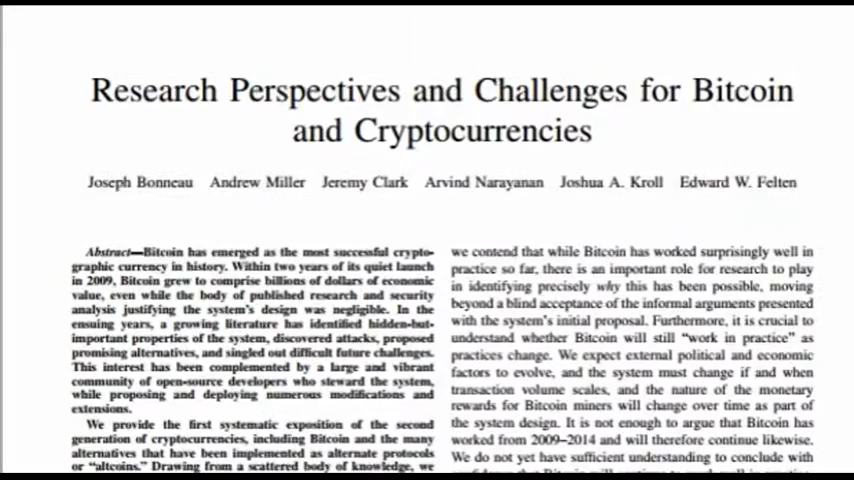 Research Perspectives and Challenges for Bitcoin
and Cryptocurrencies
Joseph Bonneau Andrew Miller Jeremy Clark Arvind Narayanan Joshua A. Kroll Edward W. Felten
Abstract—Bitcoin has emerged as the most successful crypto-
graphic currency in history. Within two years of its quiet launch
in 2009, Bitcoin grew to comprise billions of dollars of economic
value, even while the body of published research and security
analysis justifying the system's design was negligible. In the
ensuing years, a growing literature has identified hidden-but-
important properties of the system, discovered attacks, proposed
promising alternatives, and singled out difficult future challenges.
This interest has been complemented by a large and vibrant
community of open-source developers who steward the system,
while proposing and deploying numerous modifications and
extensions.
We provide the first systematic exposition of the second
generation of cryptocurrencies, including Bitcoin and the many
alternatives that have been implemented as alternate protocols
or "altcoins." Drawing from a scattered body of knowledge, we
we contend that while Bitcoin has worked surprisingly well in
practice so far, there is an important role for research to play
in identifying precisely why this has been possible, moving
beyond a blind acceptance of the informal arguments presented
with the system's initial proposal. Furthermore, it is crucial to
understand whether Bitcoin will still "work in practice" as
practices change. We expect external political and economic
factors to evolve, and the system must change if and when
transaction volume scales, and the nature of the monetary
rewards for Bitcoin miners will change over time as part of
the system design. It is not enough to argue that Bitcoin has
worked from 2009–2014 and will therefore continue likewise.
We do not yet have sufficient understanding to conclude with